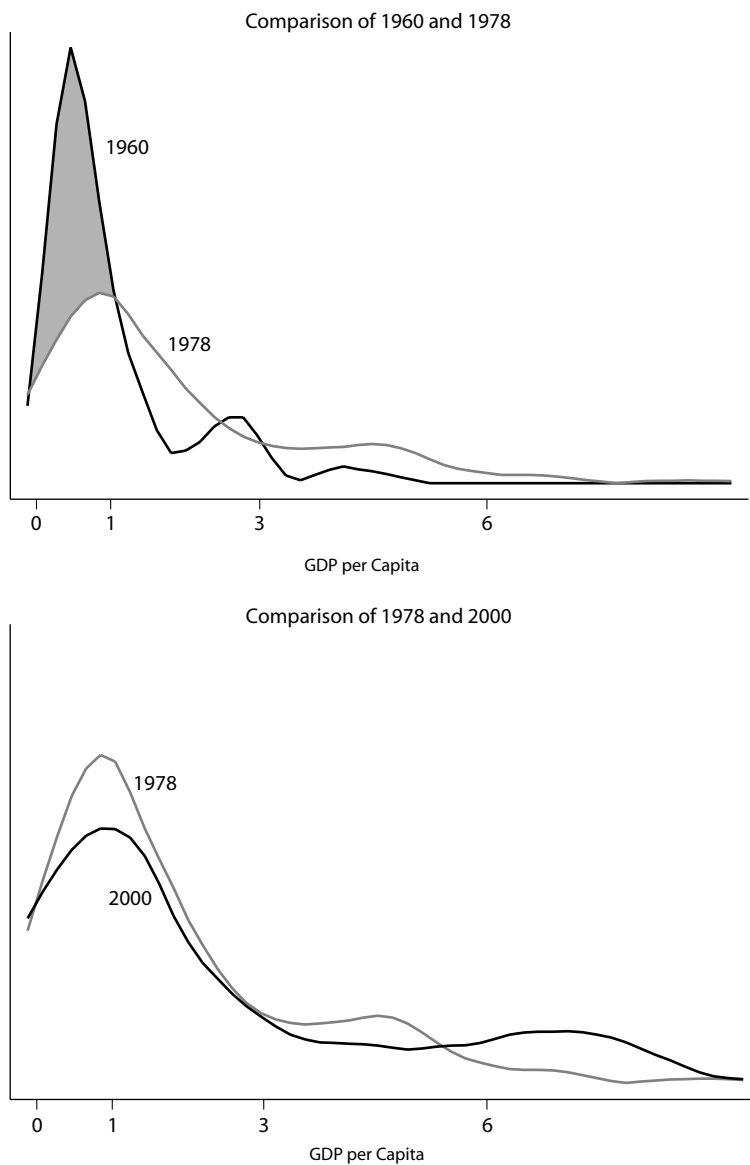 Comparison of 1960 and 1978
1960
1978
0 1 3 6
GDP per Capita
Comparison of 1978 and 2000
1978
2000
0 1 3 6
GDP per Capita